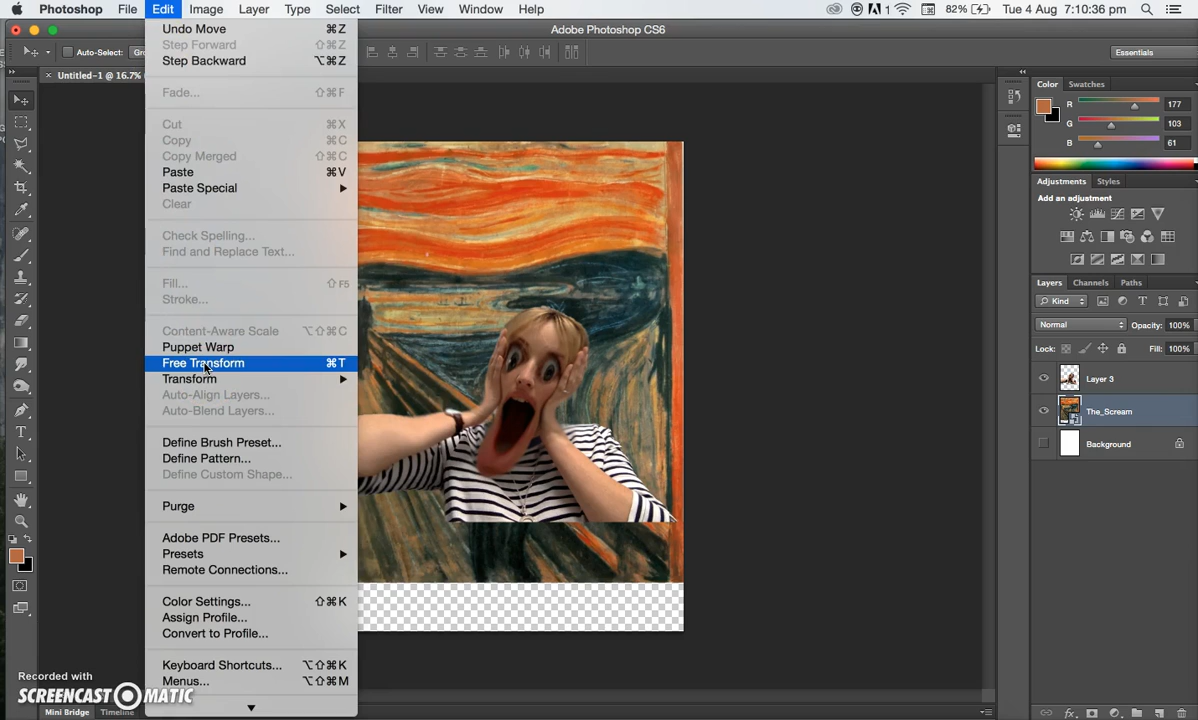 Photoshop File Edit Image Layer Type Select Filter View Window Help 1 82% Tue 4 Aug 7:10:36 pm
Adobe Photoshop CS6
Auto-Select: Essentials
Untitled-1 @ 16.7%
Undo Move ⌘Z
Step Forward ⇧⌘Z
Step Backward ⌥⌘Z
Fade... ⇧⌘F
Cut ⌘X
Copy ⌘C
Copy Merged ⇧⌘C
Paste ⌘V
Paste Special
Clear
Check Spelling...
Find and Replace Text...
Fill... ⇧F5
Stroke...
Content-Aware Scale ⌥⇧⌘C
Puppet Warp
Free Transform ⌘T
Transform
Auto-Align Layers...
Auto-Blend Layers...
Define Brush Preset...
Define Pattern...
Define Custom Shape...
Purge
Adobe PDF Presets...
Presets
Remote Connections...
Color Settings... ⇧⌘K
Assign Profile...
Convert to Profile...
Keyboard Shortcuts... ⌥⇧⌘K
Menus... ⌥⇧⌘M
Color Swatches
R 177
G 103
B 61
Adjustments Styles
Add an adjustment
Layers Channels Paths
Kind
Normal Opacity: 100%
Lock: Fill: 100%
Layer 3
The_Scream
Background
Recorded with
SCREENCAST-O-MATIC
Mini Bridge Timeline